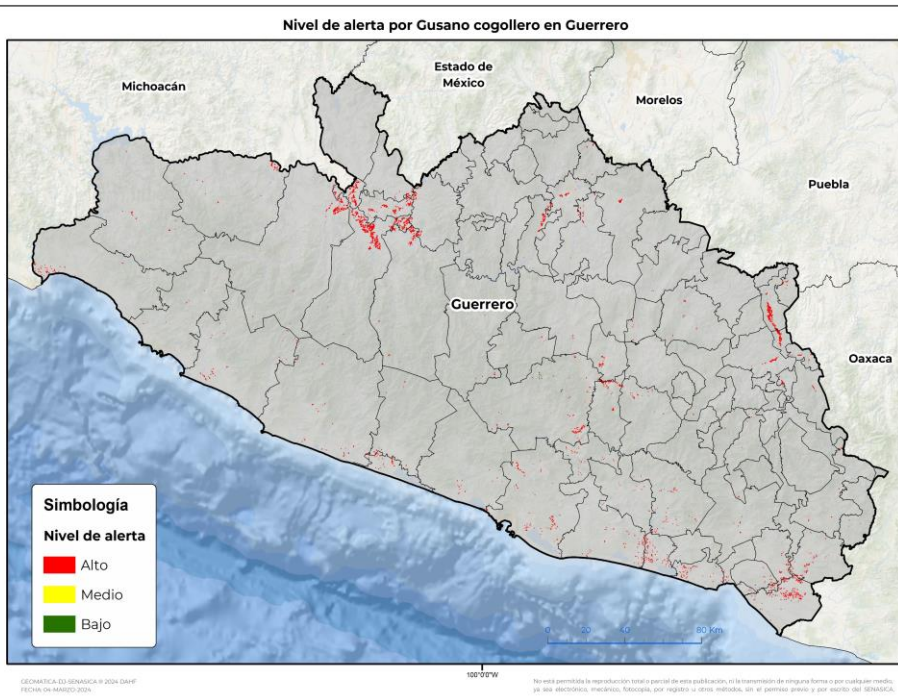 Nivel de alerta por Gusano cogollero en Guerrero
Estado de
México
Michoacán
Morelos
Puebla
Guerrero
Oaxaca
Simbología
Nivel de alerta
Alto
Medio
Bajo
0 20 40 80 Km
100°0'0"W
GEOMATICA-DJ-SENASICA ® 2024 DAHF
FECHA: 04-MARZO-2024
No está permitida la reproducción total o parcial de esta publicación, ni la transmisión de ninguna forma o por cualquier medio,
ya sea electrónico, mecánico, fotocopia, por registro u otros métodos, sin el permiso previo y por escrito del SENASICA.